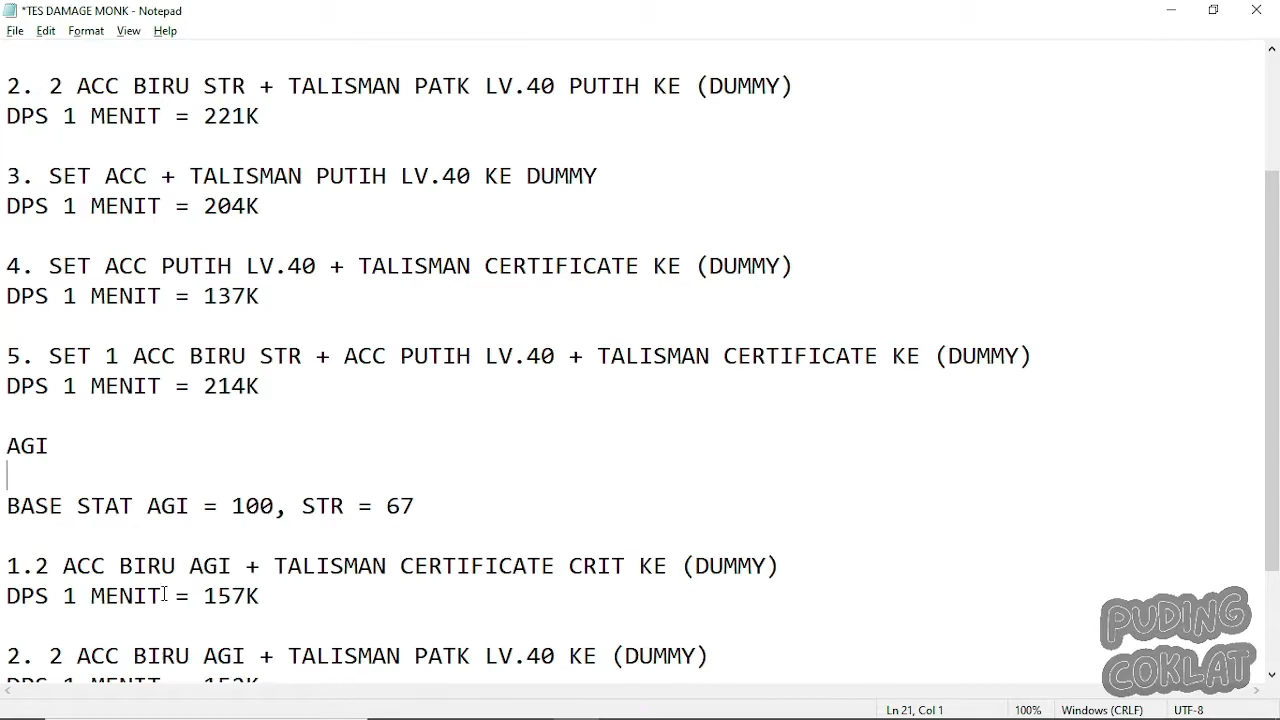 *TES DAMAGE MONK - Notepad
File Edit Format View Help
2. 2 ACC BIRU STR + TALISMAN PATK LV.40 PUTIH KE (DUMMY)
DPS 1 MENIT = 221K
3. SET ACC + TALISMAN PUTIH LV.40 KE DUMMY
DPS 1 MENIT = 204K
4. SET ACC PUTIH LV.40 + TALISMAN CERTIFICATE KE (DUMMY)
DPS 1 MENIT = 137K
5. SET 1 ACC BIRU STR + ACC PUTIH LV.40 + TALISMAN CERTIFICATE KE (DUMMY)
DPS 1 MENIT = 214K
AGI
BASE STAT AGI = 100, STR = 67
1.2 ACC BIRU AGI + TALISMAN CERTIFICATE CRIT KE (DUMMY)
DPS 1 MENIT = 157K
2. 2 ACC BIRU AGI + TALISMAN PATK LV.40 KE (DUMMY)
DPS 1 MENIT =
PUDING
COKLAT
Ln 21, Col 1 100% Windows (CRLF) UTF-8